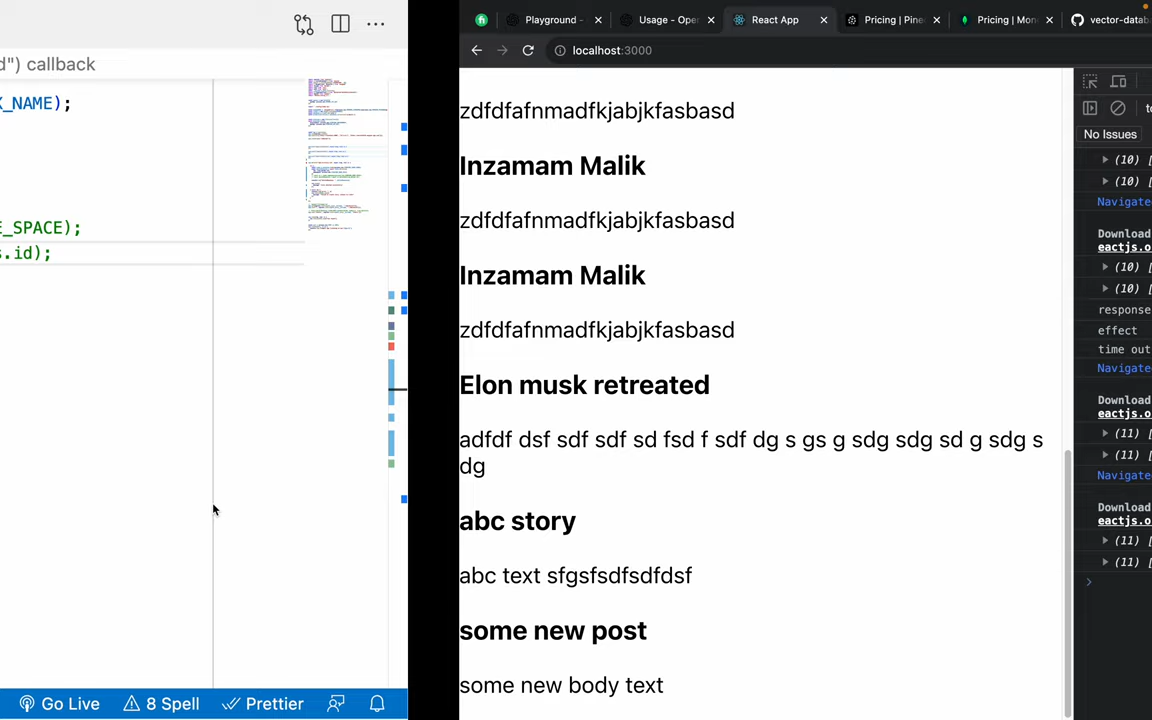 d") callback
K_NAME);
E_SPACE);
s.id);
Go Live
8 Spell
Prettier
Playground -
Usage - Ope
React App
Pricing | Pine
Pricing | Mon
vector-datab
localhost:3000
zdfdfafnmadfkjabjkfasbasd
Inzamam Malik
zdfdfafnmadfkjabjkfasbasd
Inzamam Malik
zdfdfafnmadfkjabjkfasbasd
Elon musk retreated
adfdf dsf sdf sdf sd fsd f sdf dg s gs g sdg sdg sd g sdg s
dg
abc story
abc text sfgsfsdfsdfdsf
some new post
some new body text
to
No Issues
(10) [
(10) [
Navigate
Download
eactjs.o
(10) [
(10) [
response
effect
time out
Navigate
Download
eactjs.o
(11) [
(11) [
Navigate
Download
eactjs.o
(11) [
(11) [